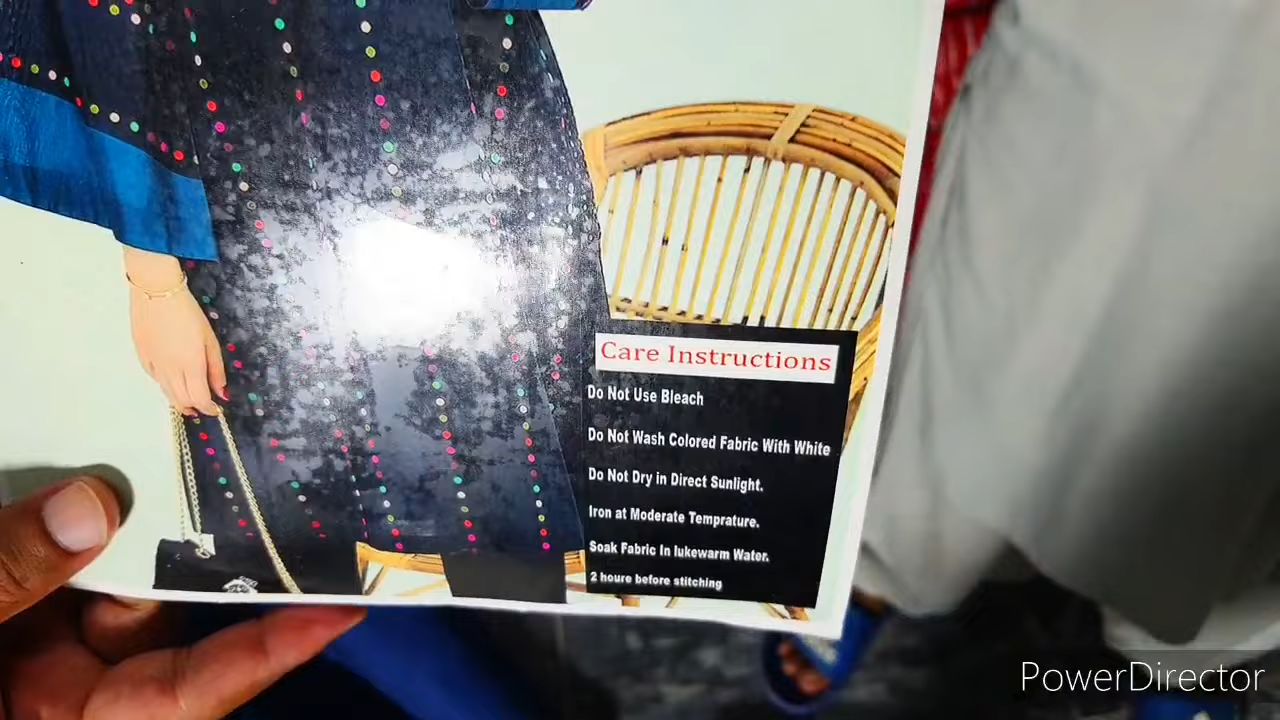 Care Instructions
Do Not Use Bleach
Do Not Wash Colored Fabric With White
Do Not Dry in Direct Sunlight.
Iron at Moderate Temprature.
Soak Fabric In lukewarm Water.
2 houre before stitching
PowerDirector